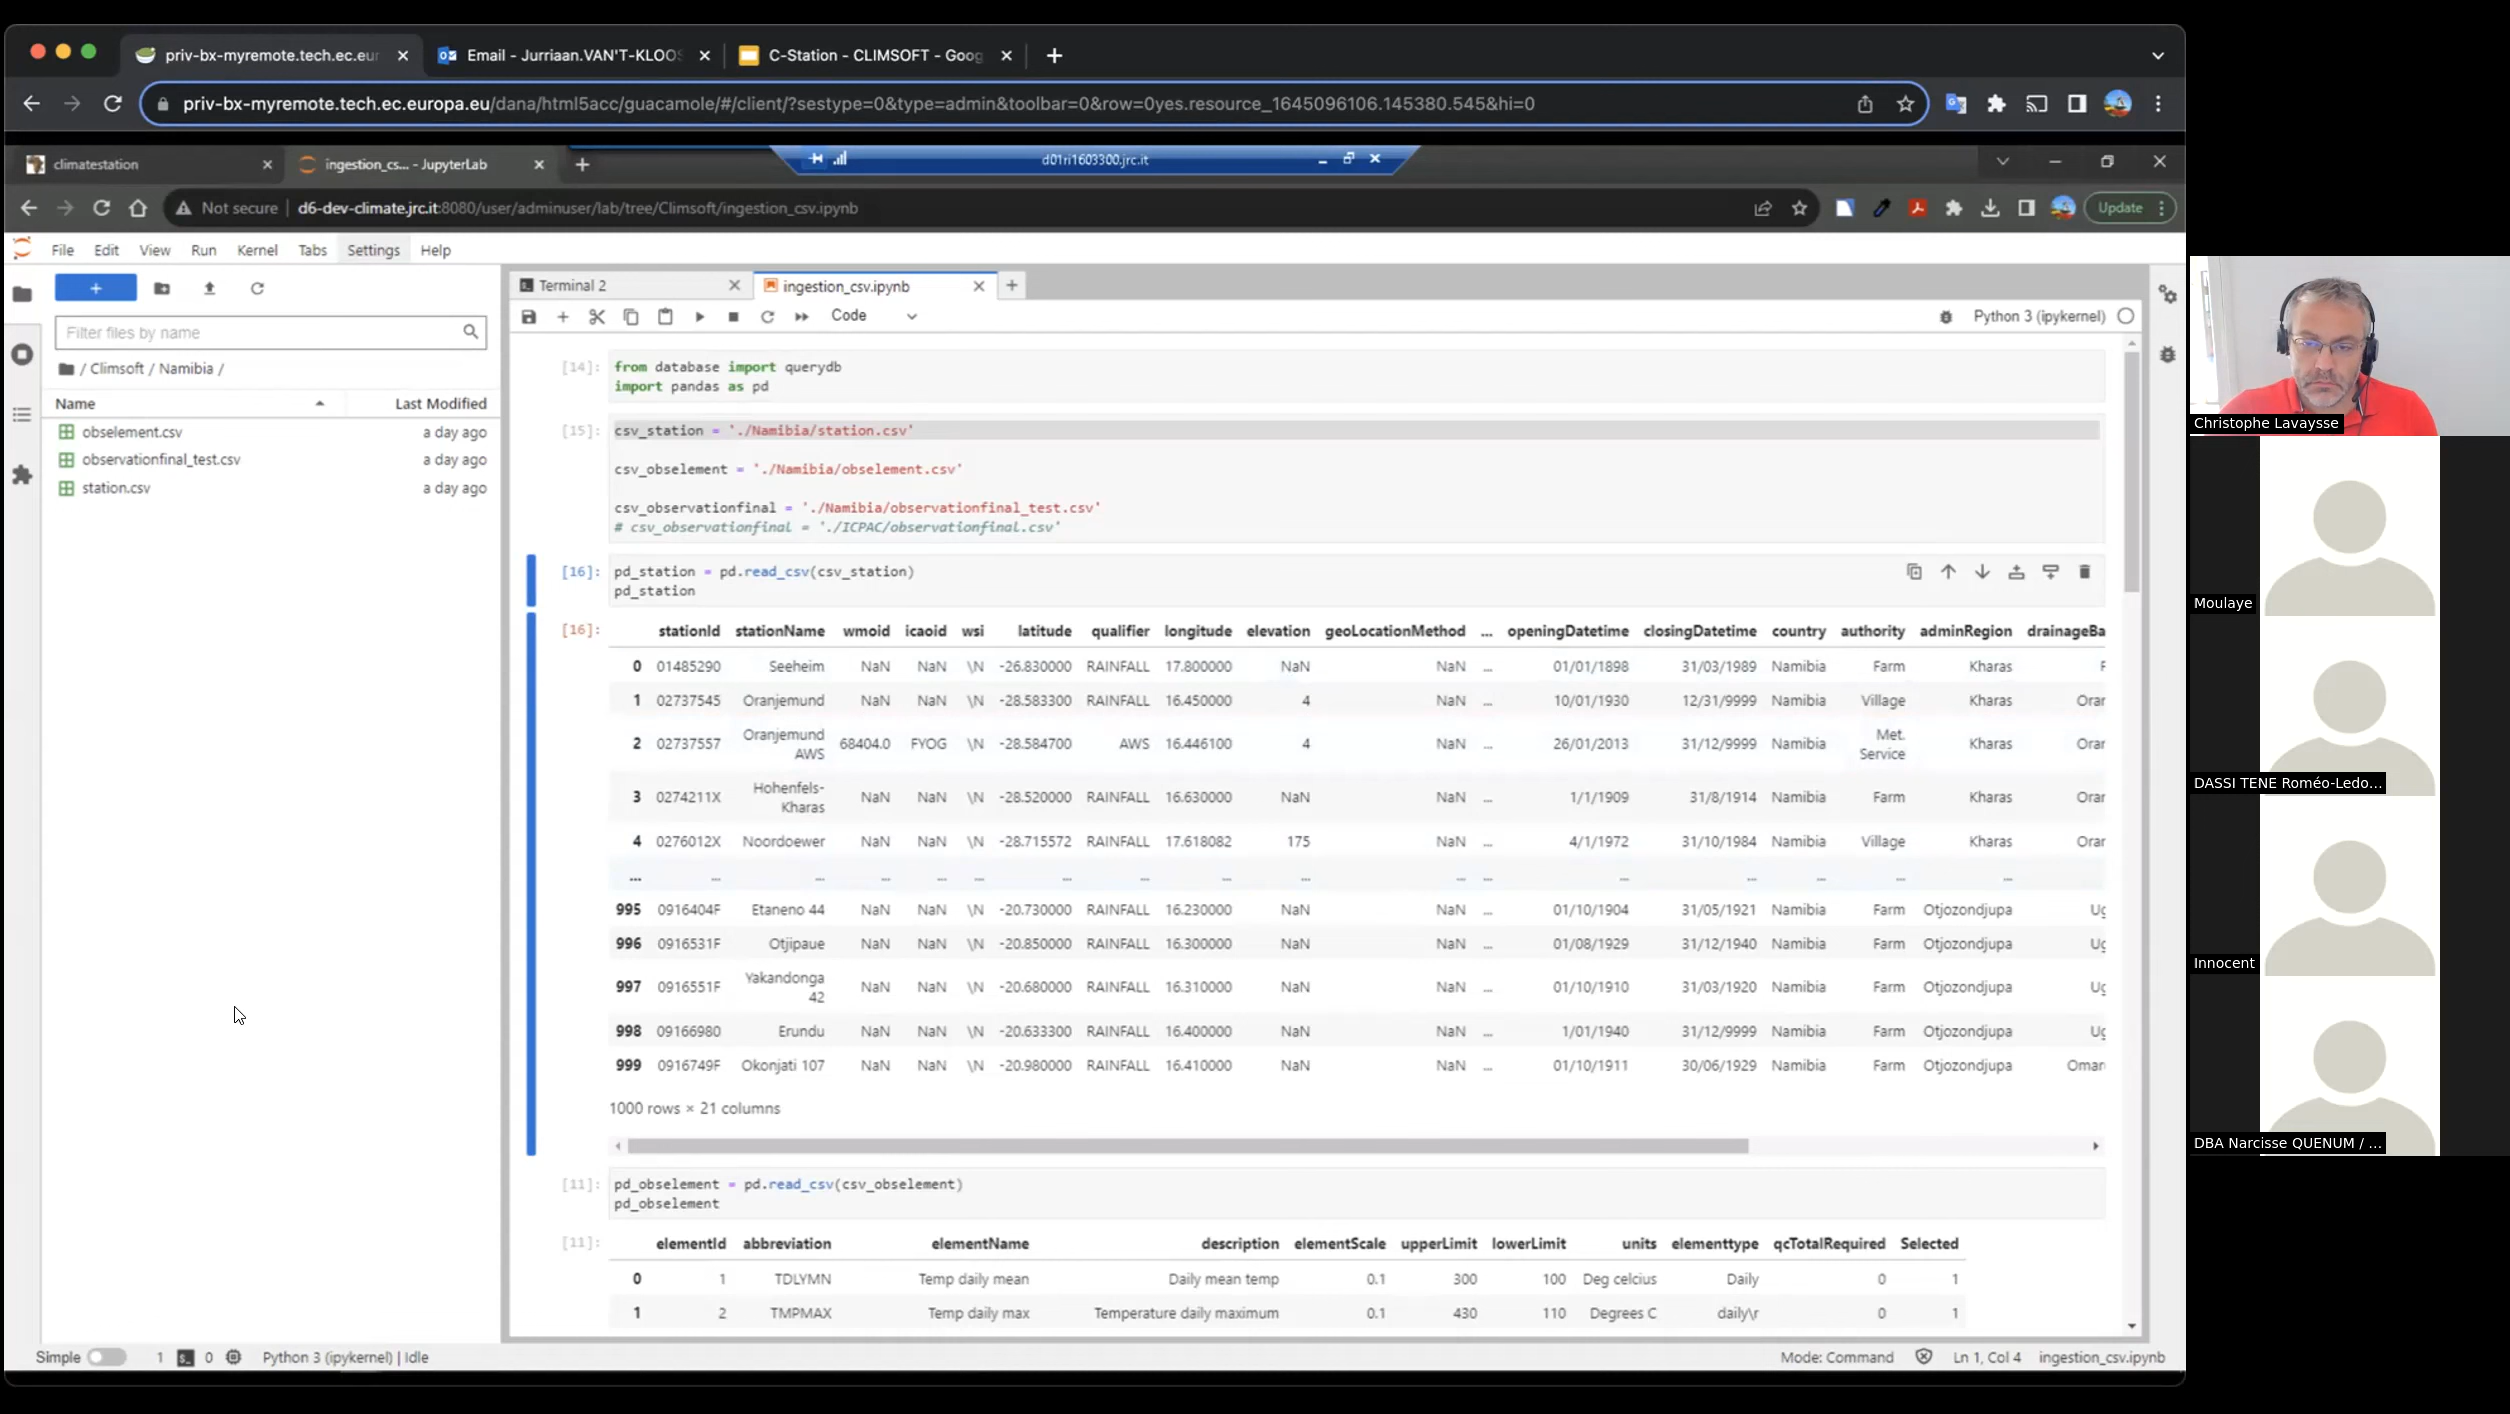 priv-bx-myremote.tech.ec.eur
Email - Jurriaan.VAN'T-KLOOS
C-Station - CLIMSOFT - Goog
priv-bx-myremote.tech.ec.europa.eu/dana/html5acc/guacamole/#/client/?sestype=0&type=admin&toolbar=0&row=0yes.resource_1645096106.145380.545&hi=0
climatestation
ingestion_cs... - JupyterLab
d01ri1603300.jrc.it
Not secure | d6-dev-climate.jrc.it:8080/user/adminuser/lab/tree/Climsoft/ingestion_csv.ipynb
Update
File Edit View Run Kernel Tabs Settings Help
Filter files by name
/ Climsoft / Namibia /
Name Last Modified
obselement.csv a day ago
observationfinal_test.csv a day ago
station.csv a day ago
Terminal 2
ingestion_csv.ipynb
Code
Python 3 (ipykernel)
[14]: from database import querydb
import pandas as pd
[15]: csv_station = './Namibia/station.csv'
csv_obselement = './Namibia/obselement.csv'
csv_observationfinal = './Namibia/observationfinal_test.csv'
# csv_observationfinal = './ICPAC/observationfinal.csv'
[16]: pd_station = pd.read_csv(csv_station)
pd_station
[16]: stationId stationName wmoid icaoid wsi latitude qualifier longitude elevation geoLocationMethod ... openingDatetime closingDatetime country authority adminRegion drainageBa
0 01485290 Seeheim NaN NaN \N -26.830000 RAINFALL 17.800000 NaN NaN ... 01/01/1898 31/03/1989 Namibia Farm Kharas F
1 02737545 Oranjemund NaN NaN \N -28.583300 RAINFALL 16.450000 4 NaN ... 10/01/1930 12/31/9999 Namibia Village Kharas Orar
2 02737557 Oranjemund AWS 68404.0 FYOG \N -28.584700 AWS 16.446100 4 NaN ... 26/01/2013 31/12/9999 Namibia Met. Service Kharas Orar
3 0274211X Hohenfels-Kharas NaN NaN \N -28.520000 RAINFALL 16.630000 NaN NaN ... 1/1/1909 31/8/1914 Namibia Farm Kharas Orar
4 0276012X Noordoewer NaN NaN \N -28.715572 RAINFALL 17.618082 175 NaN ... 4/1/1972 31/10/1984 Namibia Village Kharas Orar
... ... ... ... ... ... ... ... ... ... ... ... ... ... ... ... ...
995 0916404F Etaneno 44 NaN NaN \N -20.730000 RAINFALL 16.230000 NaN NaN ... 01/10/1904 31/05/1921 Namibia Farm Otjozondjupa Ug
996 0916531F Otjipaue NaN NaN \N -20.850000 RAINFALL 16.300000 NaN NaN ... 01/08/1929 31/12/1940 Namibia Farm Otjozondjupa Ug
997 0916551F Yakandonga 42 NaN NaN \N -20.680000 RAINFALL 16.310000 NaN NaN ... 01/10/1910 31/03/1920 Namibia Farm Otjozondjupa Ug
998 09166980 Erundu NaN NaN \N -20.633300 RAINFALL 16.400000 NaN NaN ... 1/01/1940 31/12/9999 Namibia Farm Otjozondjupa Ug
999 0916749F Okonjati 107 NaN NaN \N -20.980000 RAINFALL 16.410000 NaN NaN ... 01/10/1911 30/06/1929 Namibia Farm Otjozondjupa Omar
1000 rows × 21 columns
[11]: pd_obselement = pd.read_csv(csv_obselement)
pd_obselement
[11]: elementId abbreviation elementName description elementScale upperLimit lowerLimit units elementtype qcTotalRequired Selected
0 1 TDLYMN Temp daily mean Daily mean temp 0.1 300 100 Deg celcius Daily 0 1
1 2 TMPMAX Temp daily max Temperature daily maximum 0.1 430 110 Degrees C daily\r 0 1
Simple 1 0 Python 3 (ipykernel) | Idle
Mode: Command Ln 1, Col 4 ingestion_csv.ipynb
Christophe Lavaysse
Moulaye
DASSI TENE Roméo-Ledo...
Innocent
DBA Narcisse QUENUM / ...